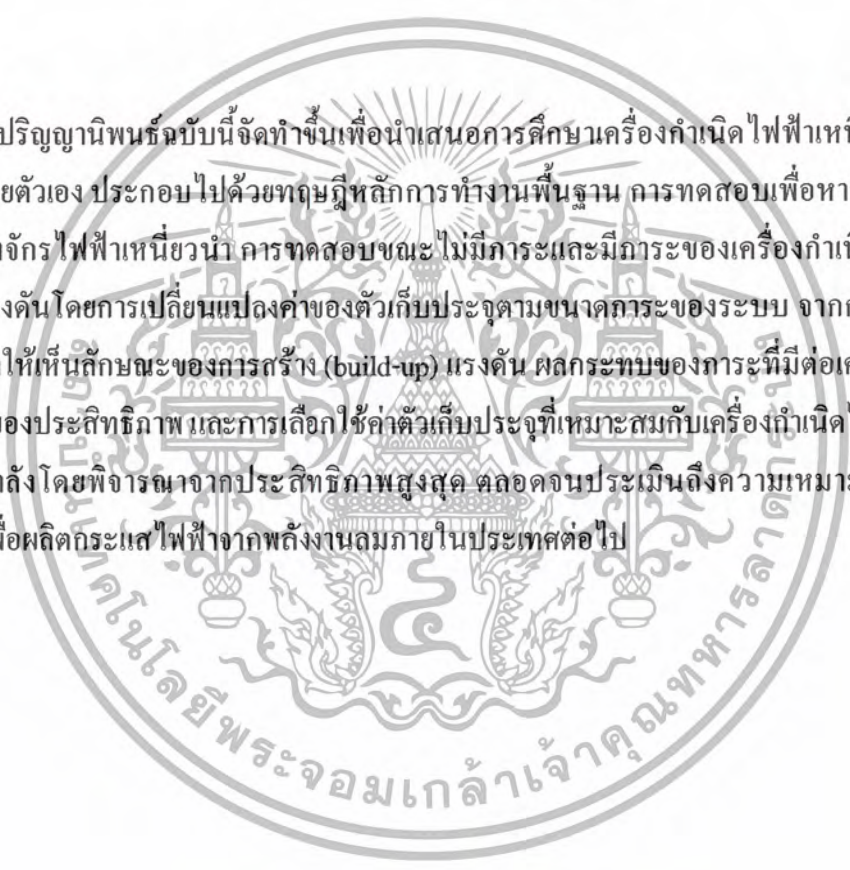 ปริญญานิพนธ์ฉบับนี้จัดทำขึ้นเพื่อนำเสนอการศึกษาเครื่องกำเนิดไฟฟ้าเหนี
ยตัวเอง ประกอบไปด้วยทฤษฎีหลักการทำงานพื้นฐาน การทดสอบเพื่อหา
งจักรไฟฟ้าเหนี่ยวนำ การทดสอบขณะไม่มีภาระและมีภาระของเครื่องกำเนิ
งดันโดยการเปลี่ยนแปลงค่าของตัวเก็บประจุตามขนาดภาระของระบบ จากก
ให้เห็นลักษณะของการสร้าง (build-up) แรงดัน ผลกระทบของภาระที่มีต่อเค
ของประสิทธิภาพ และการเลือกใช้ค่าตัวเก็บประจุที่เหมาะสมกับเครื่องกำเนิดไ
าลังโดยพิจารณาจากประสิทธิภาพสูงสุด ตลอดจนประเมินถึงความเหมาะ
พื่อผลิตกระแสไฟฟ้าจากพลังงานลมภายในประเทศต่อไป
สถาบันเทคโนโลยีพระจอมเกล้าเจ้าคุณทหารลาดกระบัง